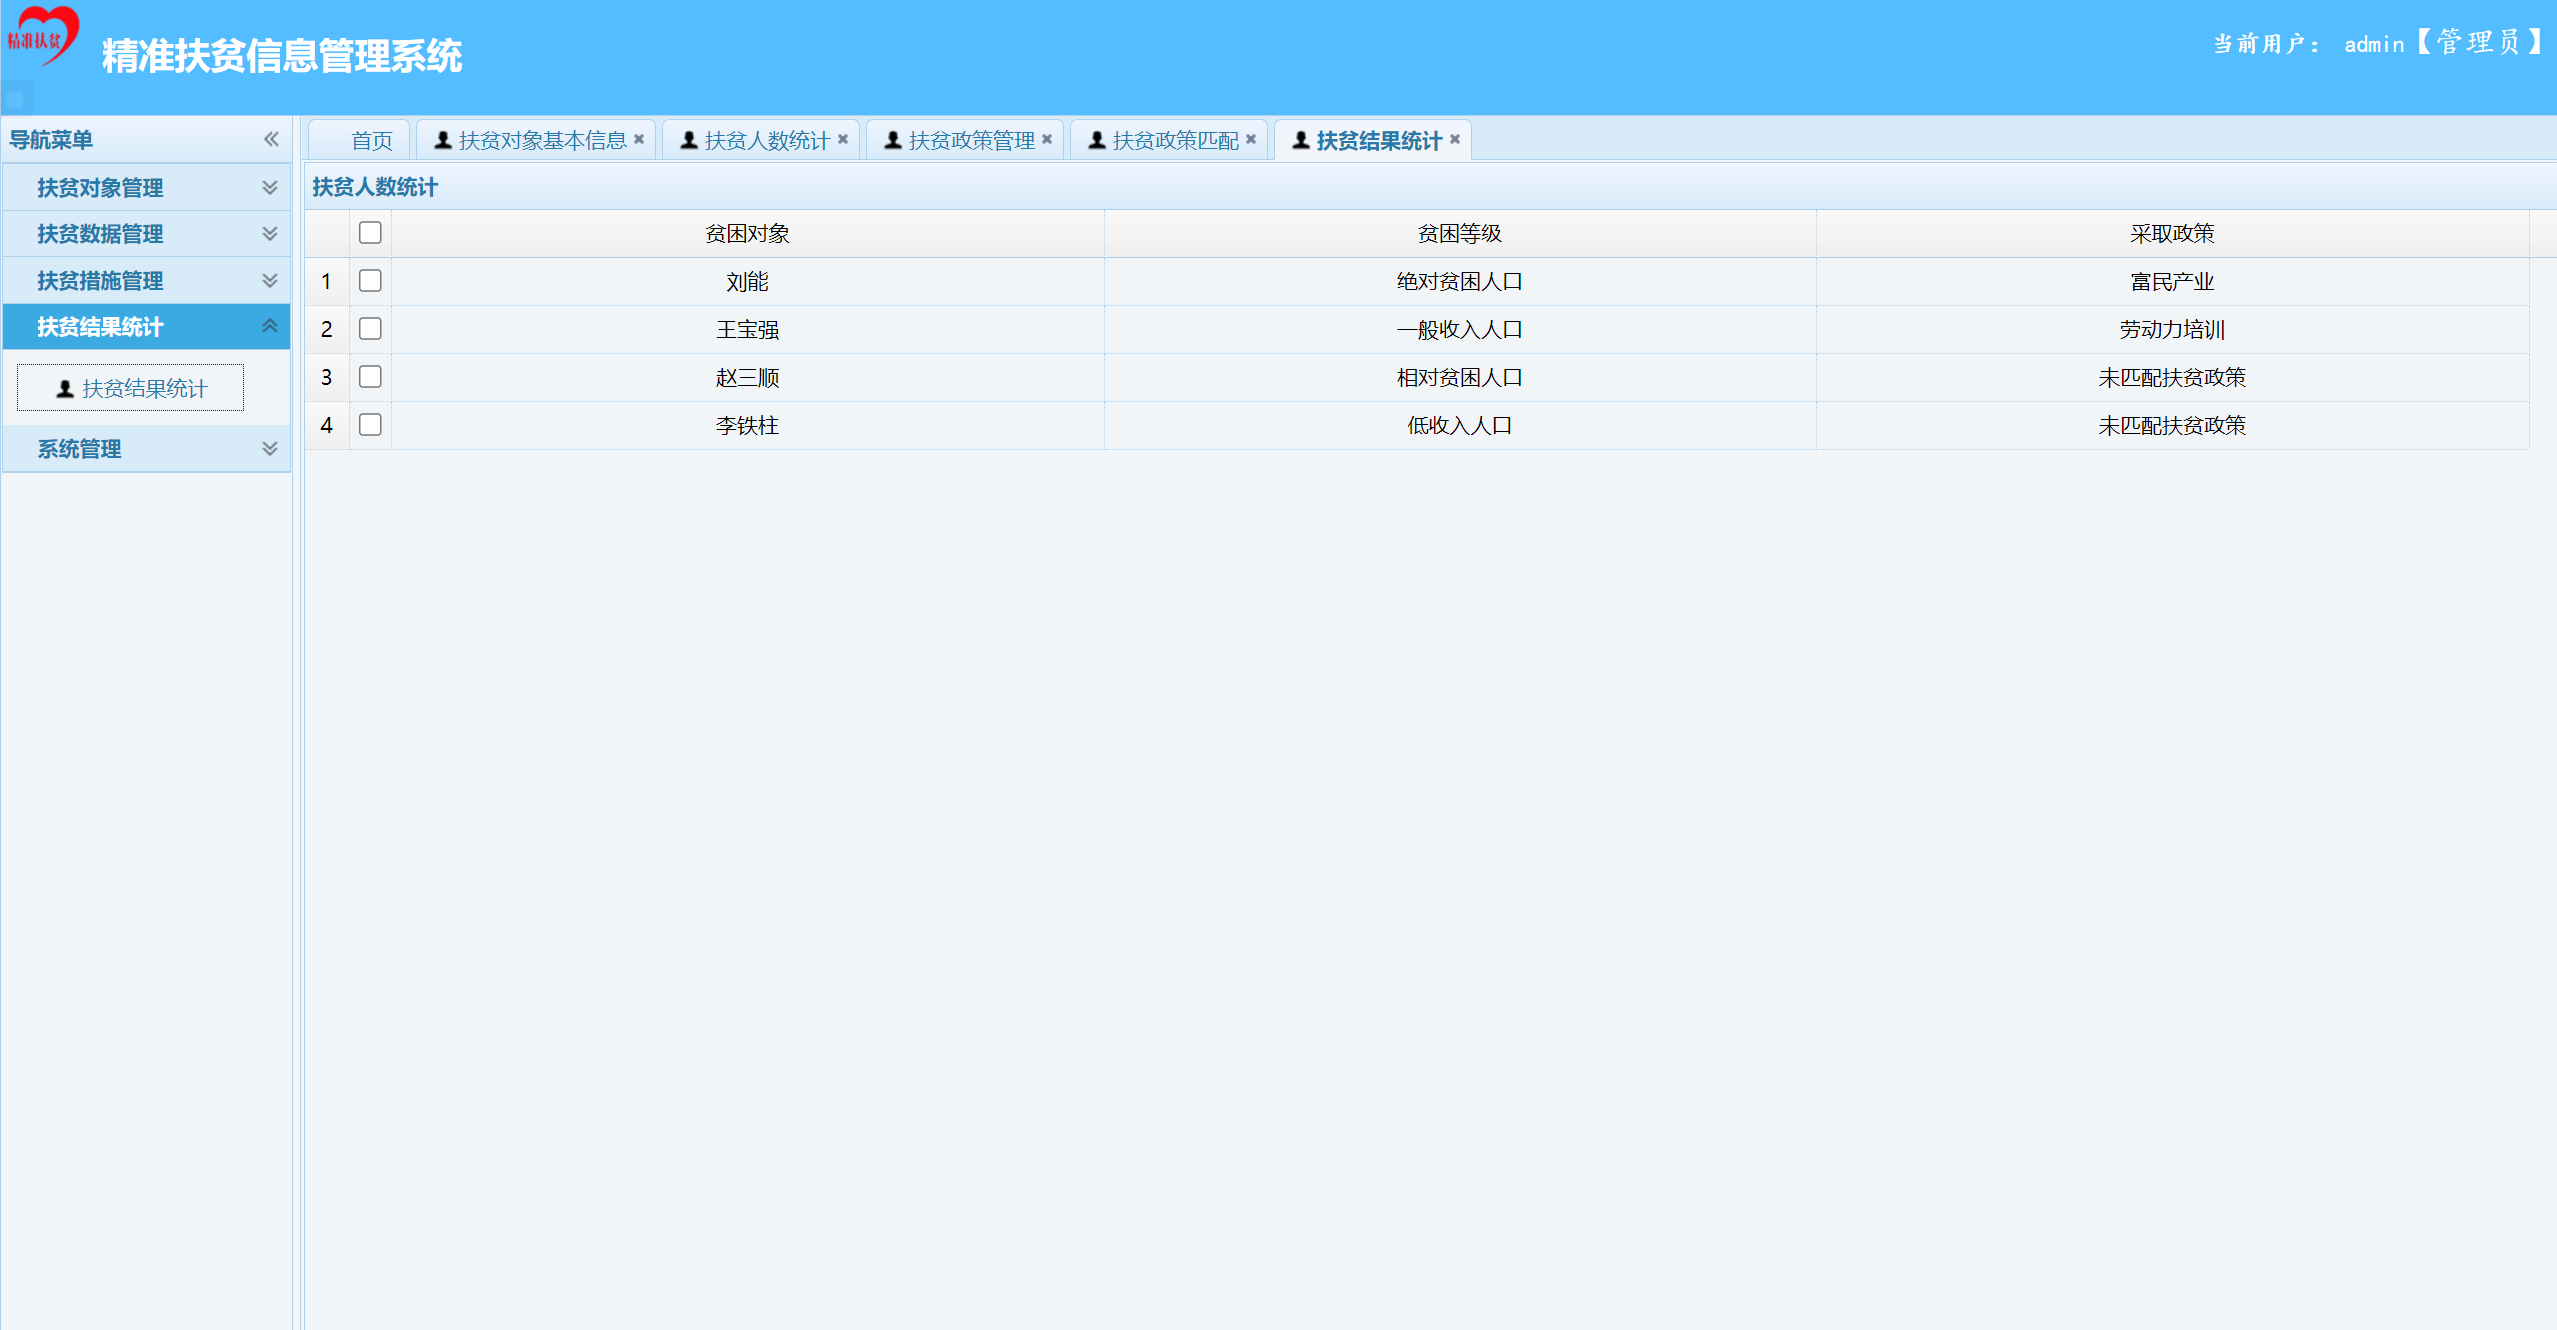 精准扶贫
精准扶贫信息管理系统
当前用户： admin【管理员】
导航菜单
首页 扶贫对象基本信息 扶贫人数统计 扶贫政策管理 扶贫政策匹配 扶贫结果统计
扶贫对象管理
扶贫数据管理
扶贫措施管理
扶贫结果统计
扶贫结果统计
系统管理
扶贫人数统计
贫困对象 贫困等级 采取政策
1 刘能 绝对贫困人口 富民产业
2 王宝强 一般收入人口 劳动力培训
3 赵三顺 相对贫困人口 未匹配扶贫政策
4 李铁柱 低收入人口 未匹配扶贫政策